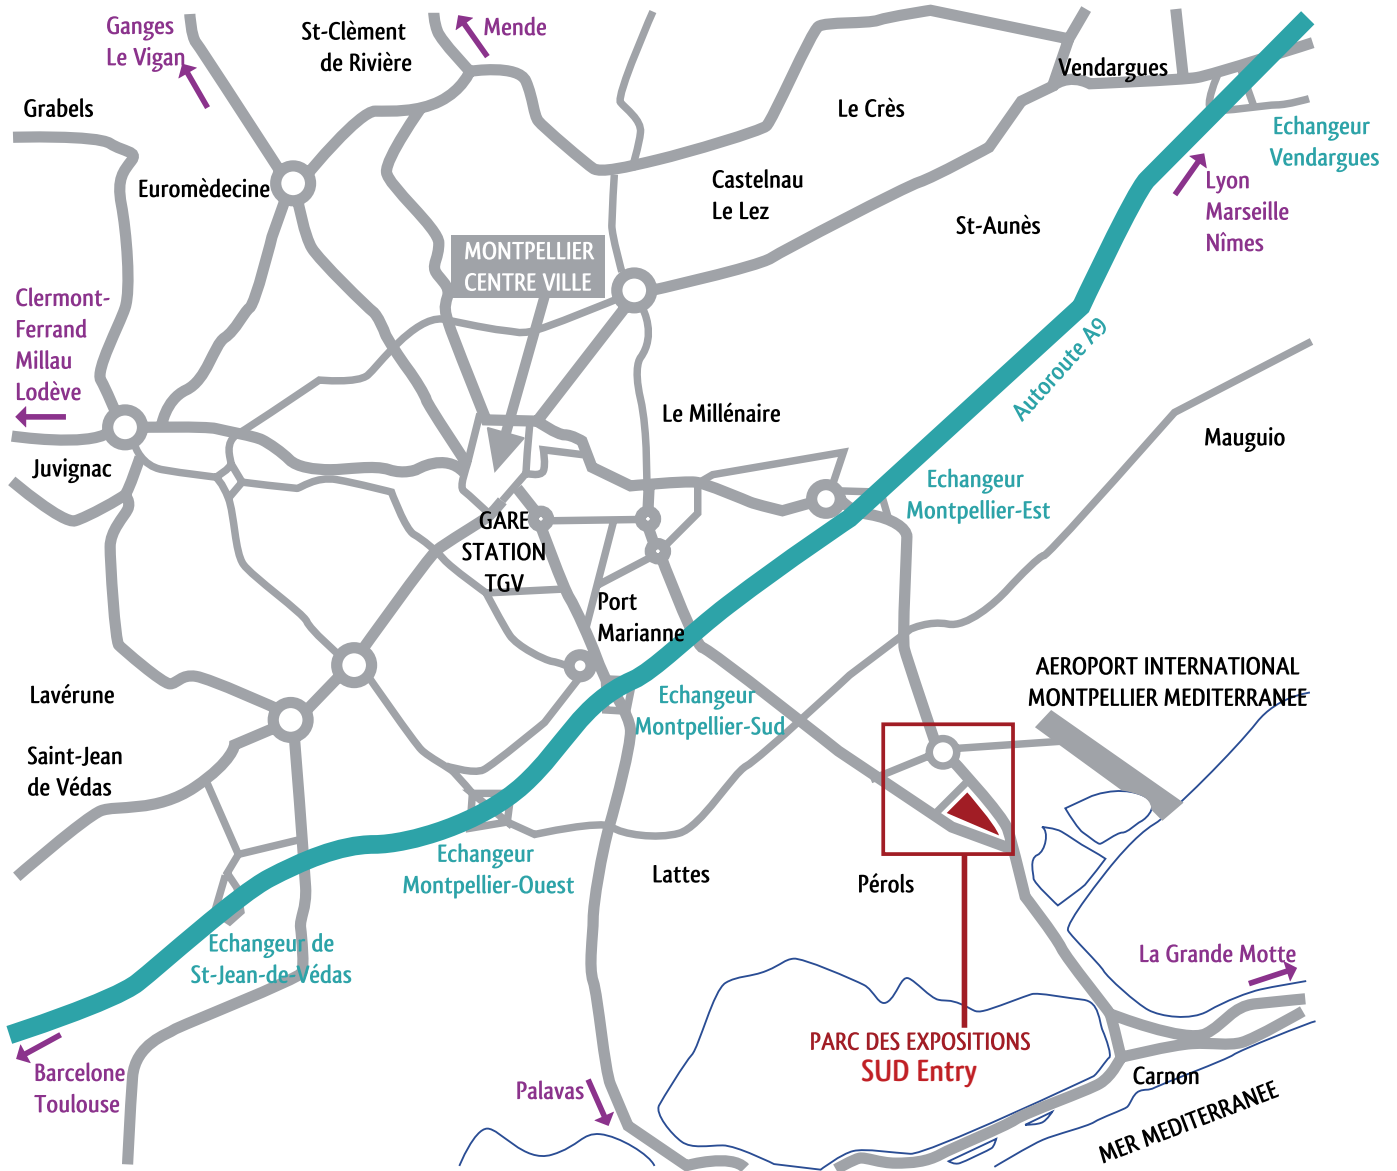 Ganges
Le Vigan
St-Clèment
de Rivière
Mende
Vendargues
Grabels
Le Crès
Echangeur
Vendargues
Euromèdecine
Castelnau
Le Lez
Lyon
Marseille
Nîmes
St-Aunès
MONTPELLIER
CENTRE VILLE
Clermont-
Ferrand
Millau
Lodève
Autoroute A9
Le Millénaire
Mauguio
Juvignac
Echangeur
Montpellier-Est
GARE
STATION
TGV
Port
Marianne
AEROPORT INTERNATIONAL
MONTPELLIER MEDITERRANEE
Lavérune
Echangeur
Montpellier-Sud
Saint-Jean
de Védas
Echangeur
Montpellier-Ouest
Lattes
Pérols
Echangeur de
St-Jean-de-Védas
La Grande Motte
PARC DES EXPOSITIONS
SUD Entry
Barcelone
Toulouse
Palavas
Carnon
MER MEDITERRANEE